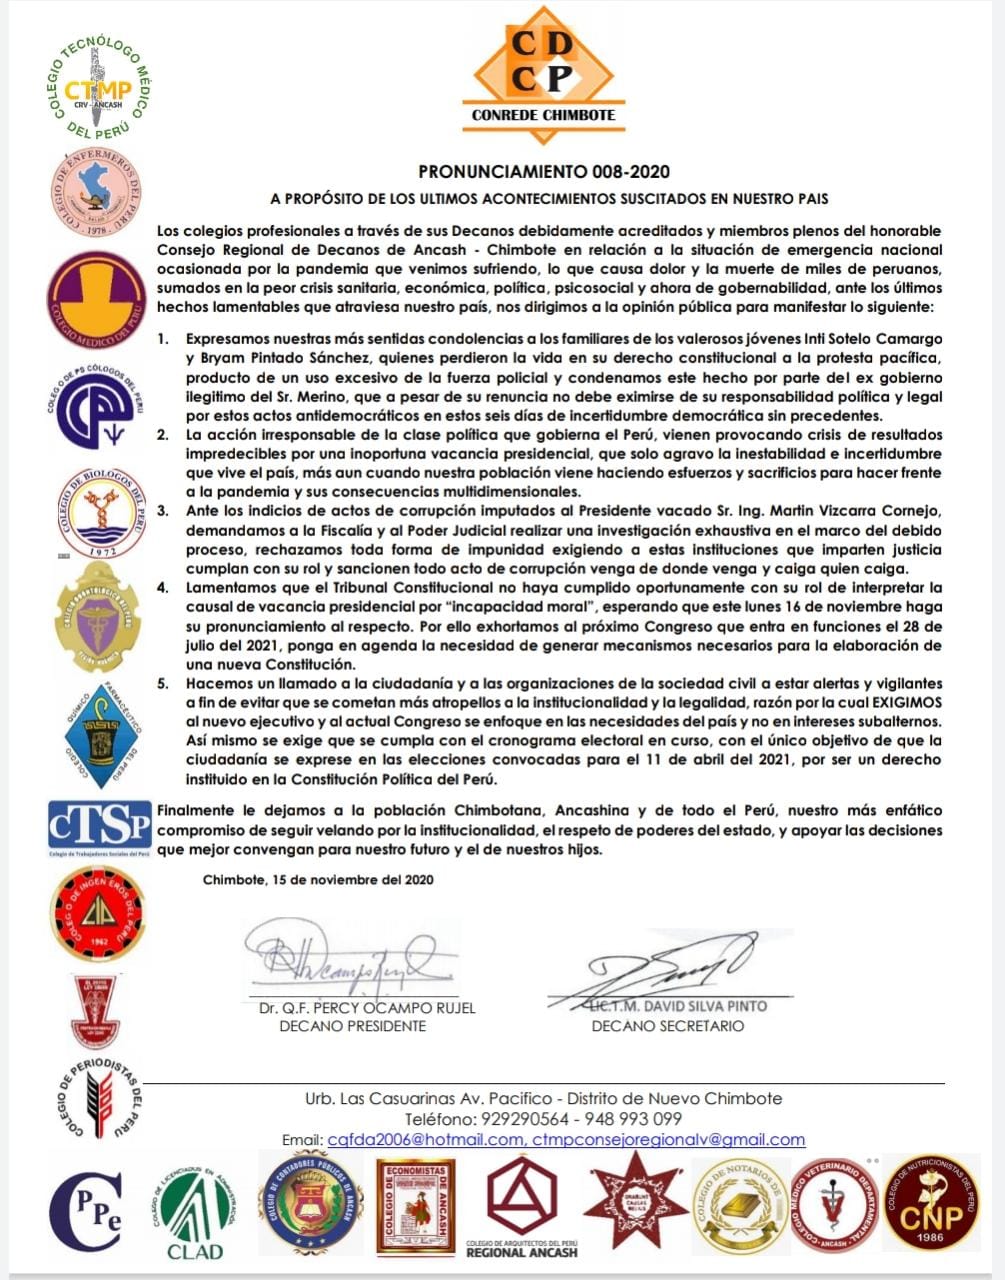 COLEGIO TECNÓLOGO MÉDICO DEL PERÚ
CTMP
CRV - ANCASH
CD
CP
CONREDE CHIMBOTE
PRONUNCIAMIENTO 008-2020
A PROPÓSITO DE LOS ULTIMOS ACONTECIMIENTOS SUSCITADOS EN NUESTRO PAIS
COLEGIO DE ENFERMEROS DEL PERU
- 1978 -
COLEGIO MEDICO DEL PERU
COLEG O DE PS CÓLOGOS DEL PERU
COLEGIO DE BIOLOGOS DEL PERU
1972
COLEGIO ODONTOLOGICO DEL PERU
QUÍMICO FARMACÉUTICO DEL PERÚ
COLEGIO
CTSP
Colegio de Trabajadores Sociales del Perú
COLEG O DE INGEN EROS DEL PERU
1962
COLEGIO DE PERIODISTAS DEL PERU
Los colegios profesionales a través de sus Decanos debidamente acreditados y miembros plenos del honorable
Consejo Regional de Decanos de Ancash - Chimbote en relación a la situación de emergencia nacional
ocasionada por la pandemia que venimos sufriendo, lo que causa dolor y la muerte de miles de peruanos,
sumados en la peor crisis sanitaria, económica, política, psicosocial y ahora de gobernabilidad, ante los últimos
hechos lamentables que atraviesa nuestro país, nos dirigimos a la opinión pública para manifestar lo siguiente:
1. Expresamos nuestras más sentidas condolencias a los familiares de los valerosos jóvenes Inti Sotelo Camargo
y Bryam Pintado Sánchez, quienes perdieron la vida en su derecho constitucional a la protesta pacífica,
producto de un uso excesivo de la fuerza policial y condenamos este hecho por parte del ex gobierno
ilegitimo del Sr. Merino, que a pesar de su renuncia no debe eximirse de su responsabilidad política y legal
por estos actos antidemocráticos en estos seis días de incertidumbre democrática sin precedentes.
2. La acción irresponsable de la clase política que gobierna el Perú, vienen provocando crisis de resultados
impredecibles por una inoportuna vacancia presidencial, que solo agravo la inestabilidad e incertidumbre
que vive el país, más aun cuando nuestra población viene haciendo esfuerzos y sacrificios para hacer frente
a la pandemia y sus consecuencias multidimensionales.
3. Ante los indicios de actos de corrupción imputados al Presidente vacado Sr. Ing. Martin Vizcarra Cornejo,
demandamos a la Fiscalía y al Poder Judicial realizar una investigación exhaustiva en el marco del debido
proceso, rechazamos toda forma de impunidad exigiendo a estas instituciones que imparten justicia
cumplan con su rol y sancionen todo acto de corrupción venga de donde venga y caiga quien caiga.
4. Lamentamos que el Tribunal Constitucional no haya cumplido oportunamente con su rol de interpretar la
causal de vacancia presidencial por “incapacidad moral”, esperando que este lunes 16 de noviembre haga
su pronunciamiento al respecto. Por ello exhortamos al próximo Congreso que entra en funciones el 28 de
julio del 2021, ponga en agenda la necesidad de generar mecanismos necesarios para la elaboración de
una nueva Constitución.
5. Hacemos un llamado a la ciudadanía y a las organizaciones de la sociedad civil a estar alertas y vigilantes
a fin de evitar que se cometan más atropellos a la institucionalidad y la legalidad, razón por la cual EXIGIMOS
al nuevo ejecutivo y al actual Congreso se enfoque en las necesidades del país y no en intereses subalternos.
Así mismo se exige que se cumpla con el cronograma electoral en curso, con el único objetivo de que la
ciudadanía se exprese en las elecciones convocadas para el 11 de abril del 2021, por ser un derecho
instituido en la Constitución Política del Perú.
Finalmente le dejamos a la población Chimbotana, Ancashina y de todo el Perú, nuestro más enfático
compromiso de seguir velando por la institucionalidad, el respeto de poderes del estado, y apoyar las decisiones
que mejor convengan para nuestro futuro y el de nuestros hijos.
Chimbote, 15 de noviembre del 2020
Dr. Q.F. PERCY OCAMPO RUJEL
DECANO PRESIDENTE
LIC.T.M. DAVID SILVA PINTO
DECANO SECRETARIO
Urb. Las Casuarinas Av. Pacifico - Distrito de Nuevo Chimbote
Teléfono: 929290564 - 948 993 099
Email: cqfda2006@hotmail.com, ctmpconsejoregionalv@gmail.com
CPPe
COLEGIO DE LICENCIADOS EN ADMINISTRACIÓN
CLAD
COLEGIO DE CONTADORES PUBLICOS DE ANCASH
COLEGIO DE ECONOMISTAS DE ANCASH
COLEGIO DE ARQUITECTOS DEL PERÚ
REGIONAL ANCASH
ORABUNT CAUSAS MELIUS
COLEGIO DE NOTARIOS DE
COLEGIO MÉDICO VETERINARIO DEPARTAMENTAL
- ANCASH -
COLEGIO DE NUTRICIONISTAS DEL PERÚ
CNP
1986